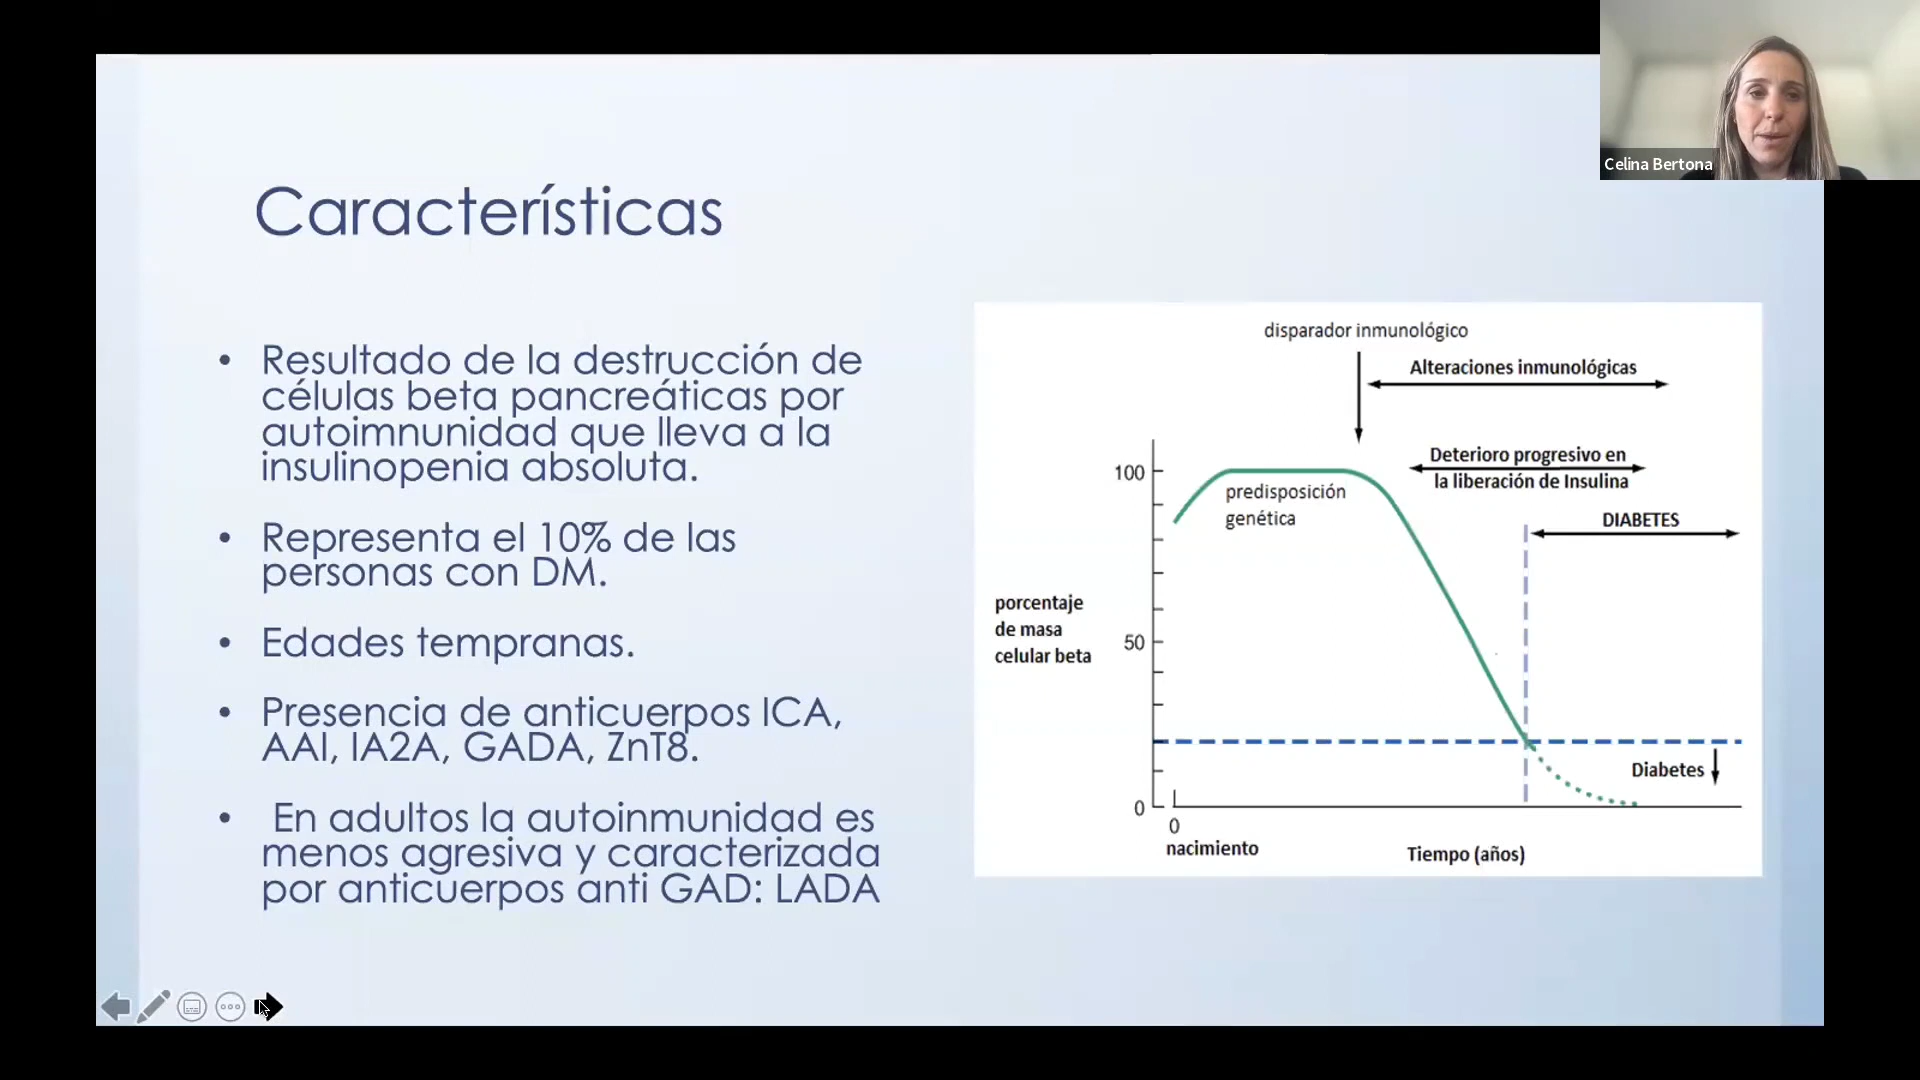 Celina Bertona
Características
• Resultado de la destrucción de
células beta pancreáticas por
autoimnunidad que lleva a la
insulinopenia absoluta.
• Representa el 10% de las
personas con DM.
• Edades tempranas.
• Presencia de anticuerpos ICA,
AAI, IA2A, GADA, ZnT8.
• En adultos la autoinmunidad es
menos agresiva y caracterizada
por anticuerpos anti GAD: LADA
disparador inmunológico
Alteraciones inmunológicas
Deterioro progresivo en
la liberación de Insulina
DIABETES
100
predisposición
genética
porcentaje
de masa
celular beta
50
Diabetes
0
0
nacimiento
Tiempo (años)